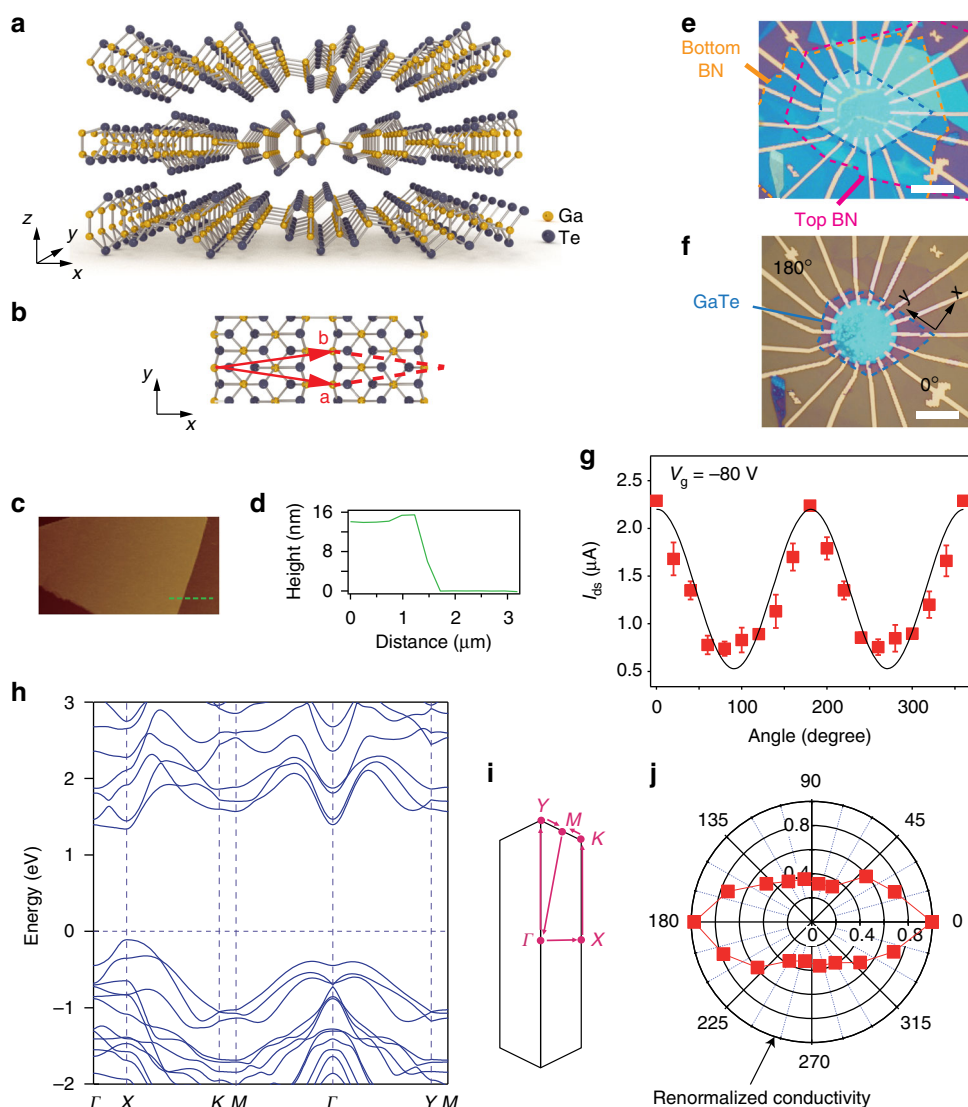 a
z
y
x
Ga
Te
b
y
x
b
a
c
d
Height (nm)
16
8
0
0
1
2
3
Distance (μm)
e
Bottom
BN
Top BN
f
180°
GaTe
y
x
0°
g
Vg = –80 V
Ids (μA)
2.5
2.0
1.5
1.0
0.5
0
100
200
300
Angle (degree)
h
Energy (eV)
3
2
1
0
–1
–2
Γ X K M Γ Y M
i
Y
M
K
Γ
X
j
90
135
45
0.8
0.4
180
0
0 0.4 0.8
225
315
270
Renormalized conductivity